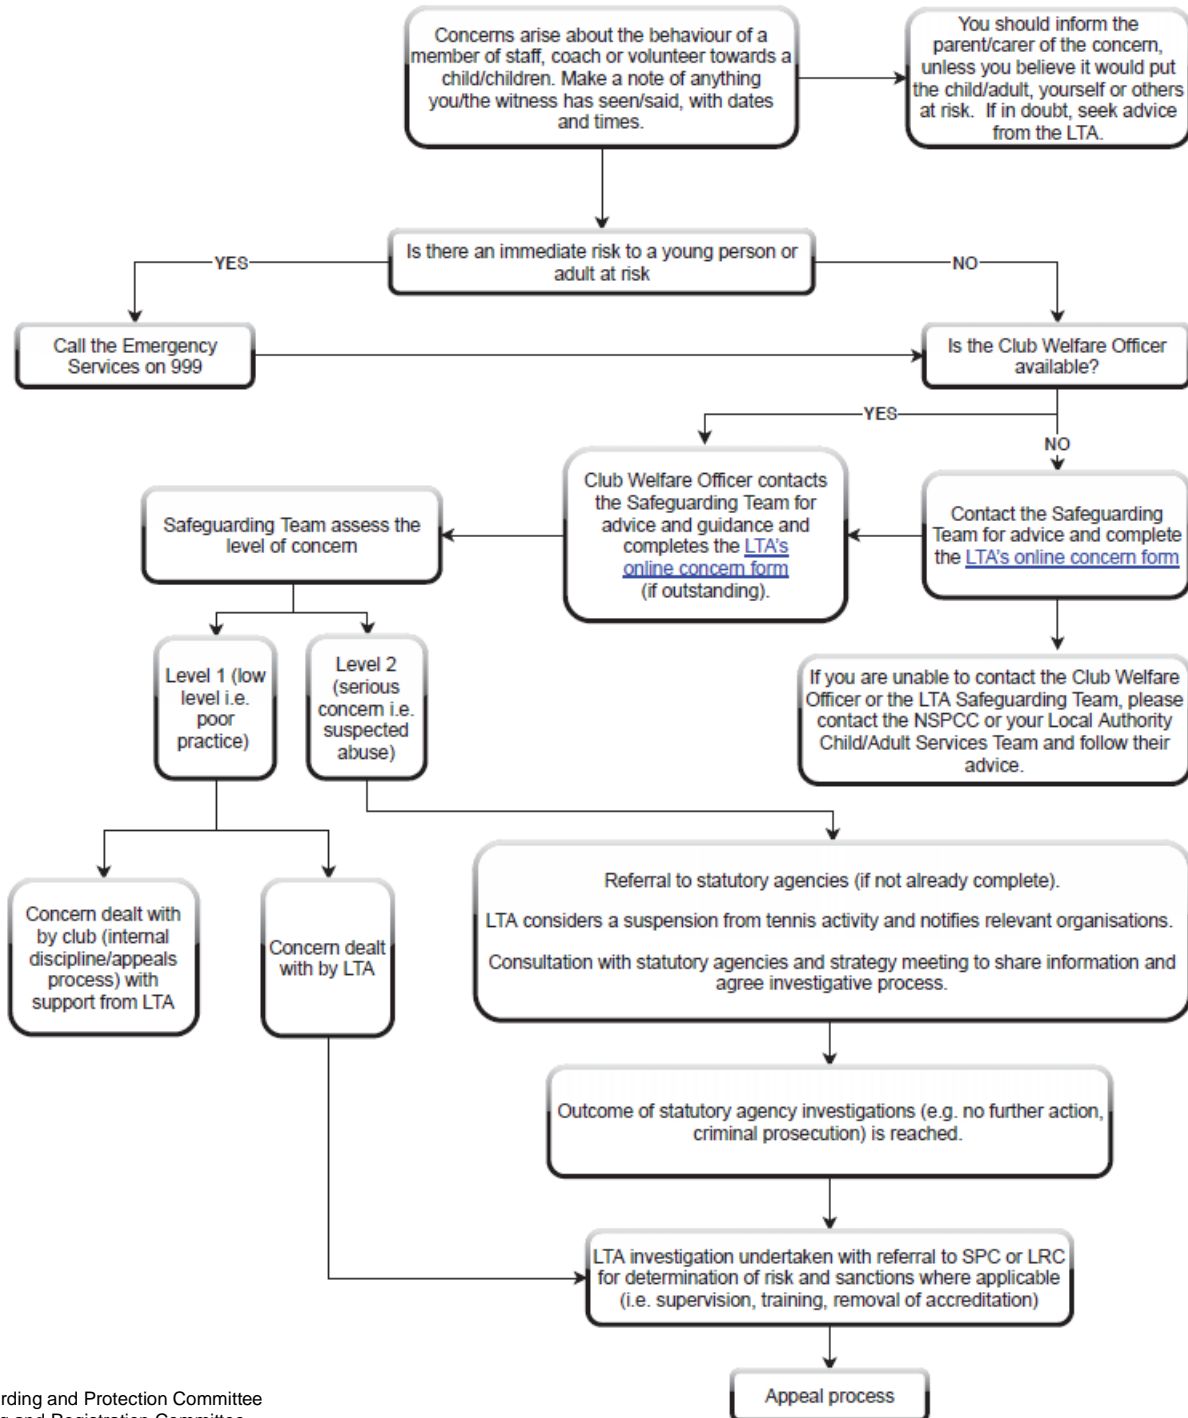 Concerns arise about the behaviour of a
member of staff, coach or volunteer towards a
child/children. Make a note of anything
you/the witness has seen/said, with dates
and times.
You should inform the
parent/carer of the concern,
unless you believe it would put
the child/adult, yourself or others
at risk. If in doubt, seek advice
from the LTA.
Is there an immediate risk to a young person or
adult at risk
YES
NO
Call the Emergency
Services on 999
Is the Club Welfare Officer
available?
YES
NO
Club Welfare Officer contacts
the Safeguarding Team for
advice and guidance and
completes the LTA's
online concern form
(if outstanding).
Contact the Safeguarding
Team for advice and complete
the LTA's online concern form
Safeguarding Team assess the
level of concern
Level 1 (low
level i.e.
poor
practice)
Level 2
(serious
concern i.e.
suspected
abuse)
If you are unable to contact the Club Welfare
Officer or the LTA Safeguarding Team, please
contact the NSPCC or your Local Authority
Child/Adult Services Team and follow their
advice.
Concern dealt with
by club (internal
discipline/appeals
process) with
support from LTA
Concern dealt
with by LTA
Referral to statutory agencies (if not already complete).
LTA considers a suspension from tennis activity and notifies relevant organisations.
Consultation with statutory agencies and strategy meeting to share information and
agree investigative process.
Outcome of statutory agency investigations (e.g. no further action,
criminal prosecution) is reached.
LTA investigation undertaken with referral to SPC or LRC
for determination of risk and sanctions where applicable
(i.e. supervision, training, removal of accreditation)
Appeal process
rding and Protection Committee
and Registration Committee